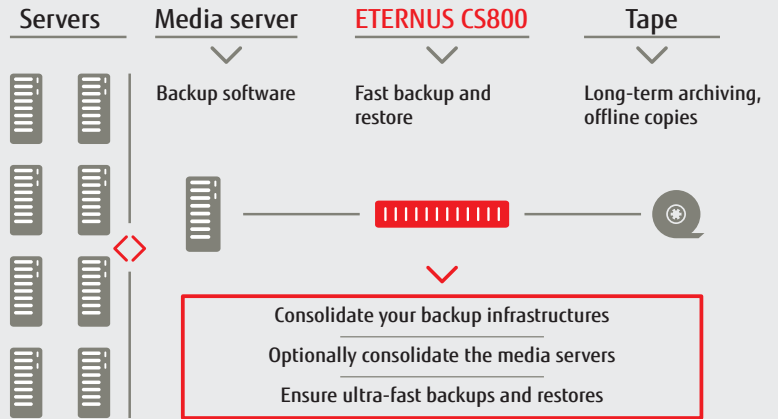 Servers
Media server
ETERNUS CS800
Tape
Backup software
Fast backup and
restore
Long-term archiving,
offline copies
Consolidate your backup infrastructures
Optionally consolidate the media servers
Ensure ultra-fast backups and restores